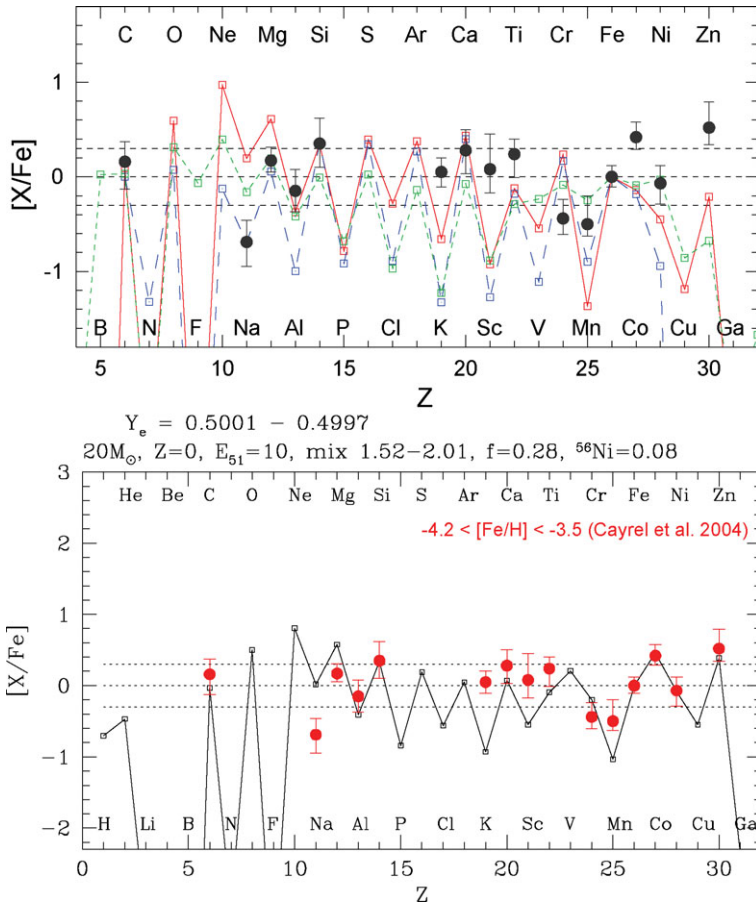 C O Ne Mg Si S Ar Ca Ti Cr Fe Ni Zn
1
0
-1
[X/Fe]
B N F Na Al P Cl K Sc V Mn Co Cu Ga
5 10 15 20 25 30
Z
Y_e = 0.5001 − 0.4997
20M_⊙, Z=0, E_51=10, mix 1.52−2.01, f=0.28, ^56Ni=0.08
3
2
1
0
−1
−2
[X/Fe]
He Be C O Ne Mg Si S Ar Ca Ti Cr Fe Ni Zn
-4.2 < [Fe/H] < -3.5 (Cayrel et al. 2004)
H Li B N F Na Al P Cl K Sc V Mn Co Cu Ga
0 5 10 15 20 25 30
Z